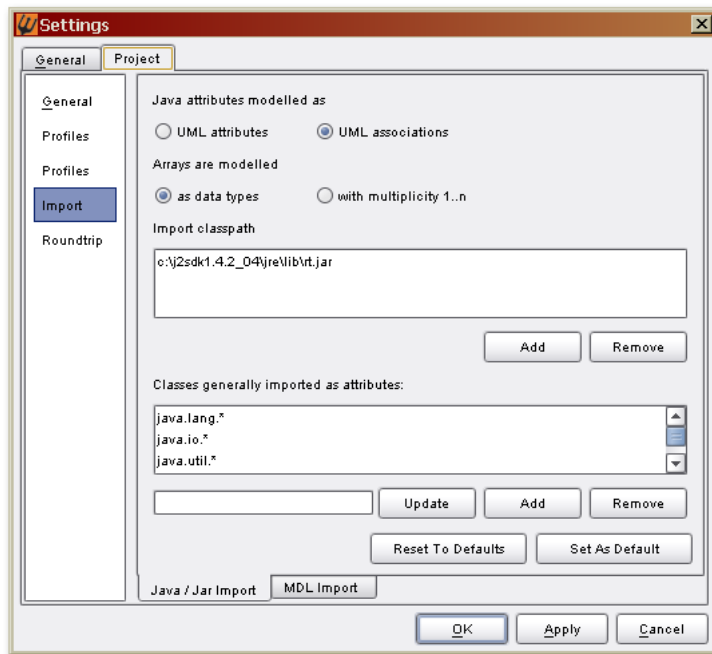 Settings
General Project
General
Profiles
Profiles
Import
Roundtrip
Java attributes modelled as
UML attributes UML associations
Arrays are modelled
as data types with multiplicity 1..n
Import classpath
c:\j2sdk1.4.2_04\jre\lib\rt.jar
Add Remove
Classes generally imported as attributes:
java.lang.*
java.io.*
java.util.*
Update Add Remove
Reset To Defaults Set As Default
Java / Jar Import MDL Import
OK Apply Cancel